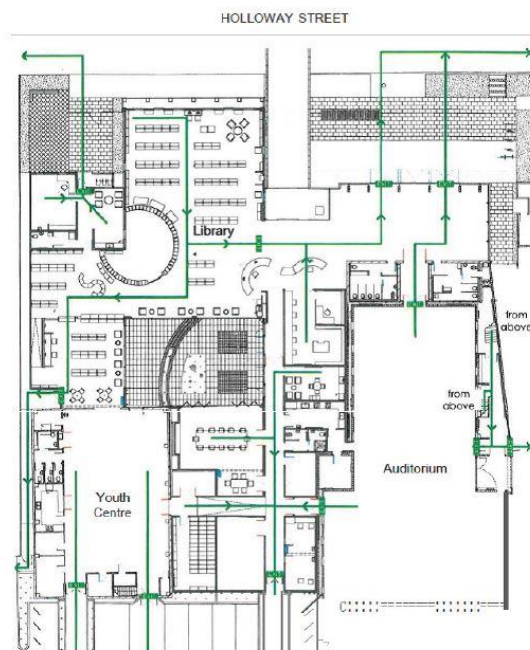 HOLLOWAY STREET
Library
from
above
from
above
Auditorium
Youth
Centre